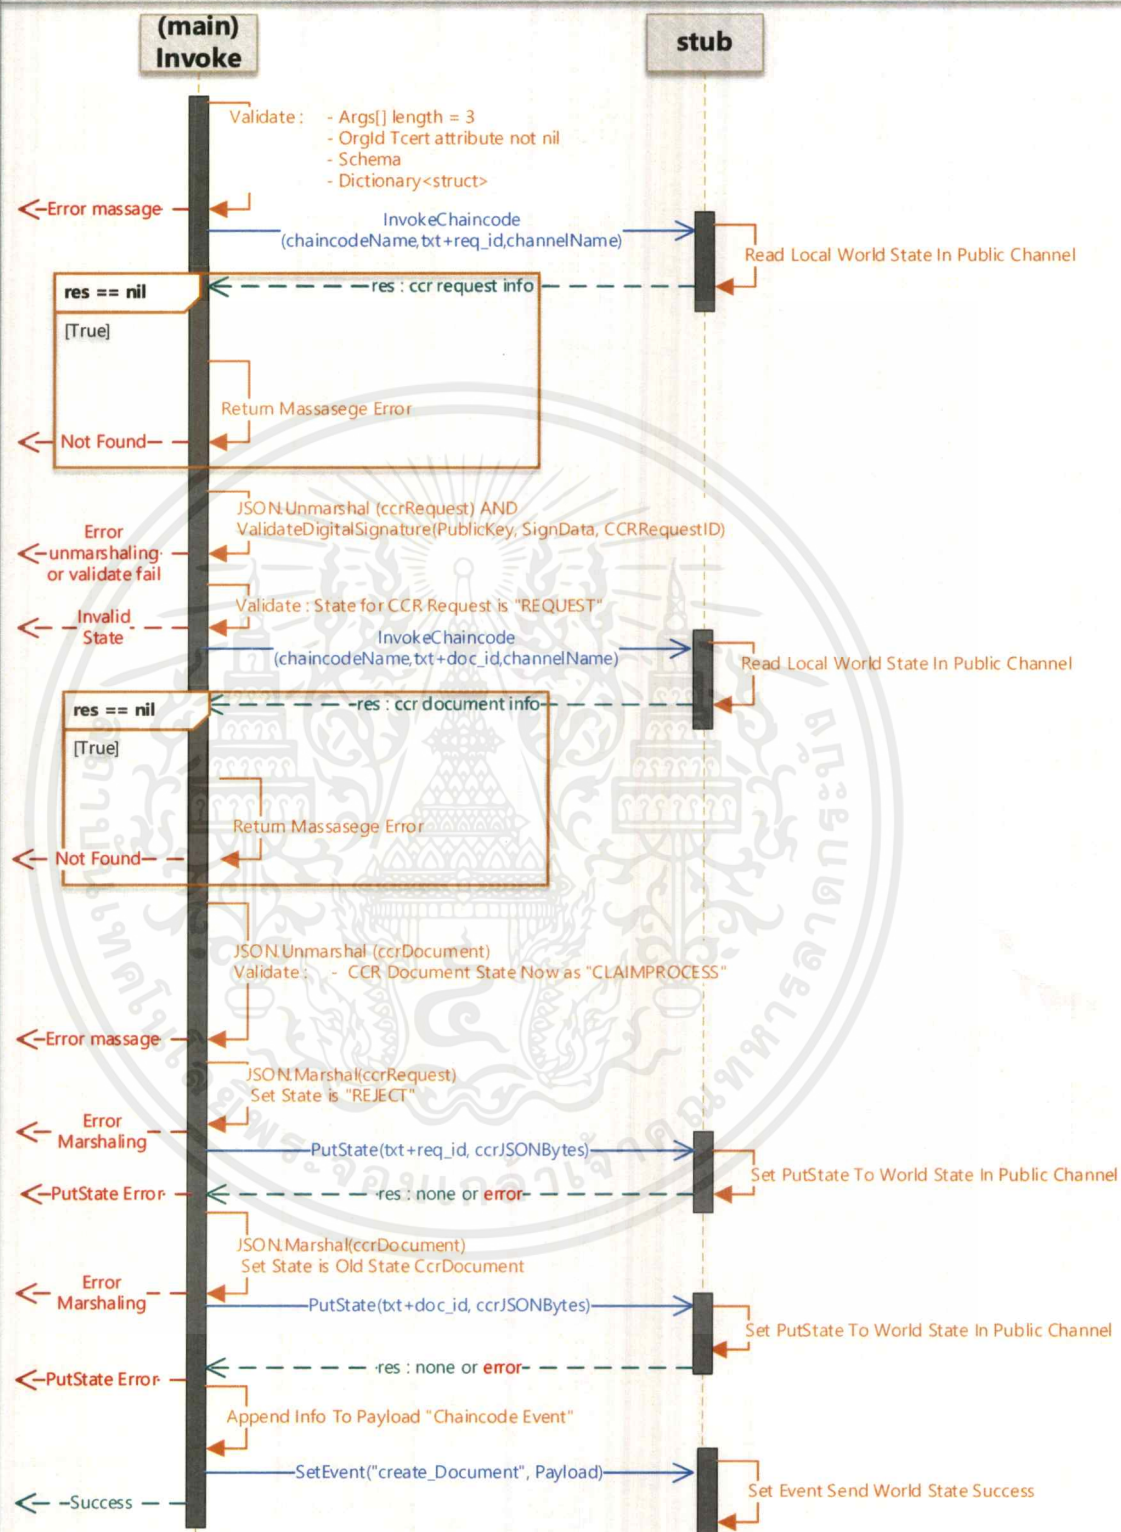 (main)
Invoke
stub
Validate : - Args[] length = 3
- OrgId Tcert attribute not nil
- Schema
- Dictionary<struct>
Error massage
InvokeChaincode
(chaincodeName,txt+req_id,channelName)
Read Local World State In Public Channel
res == nil
res : ccr request info
[True]
Return Massasege Error
Not Found
JSON.Unmarshal (ccrRequest) AND
ValidateDigitalSignature(PublicKey, SignData, CCRRequestID)
Error
unmarshaling
or validate fail
Validate : State for CCR Request is "REQUEST"
Invalid
State
InvokeChaincode
(chaincodeName,txt+doc_id,channelName)
Read Local World State In Public Channel
res == nil
res : ccr document info
[True]
Return Massasege Error
Not Found
JSON.Unmarshal (ccrDocument)
Validate : - CCR Document State Now as "CLAIMPROCESS"
Error massage
JSON.Marshal(ccrRequest)
Set State is "REJECT"
Error
Marshaling
PutState(txt+req_id, ccrJSONBytes)
Set PutState To World State In Public Channel
PutState Error
res : none or error
JSON.Marshal(ccrDocument)
Set State is Old State CcrDocument
Error
Marshaling
PutState(txt+doc_id, ccrJSONBytes)
Set PutState To World State In Public Channel
res : none or error
PutState Error
Append Info To Payload "Chaincode Event"
SetEvent("create_Document", Payload)
Set Event Send World State Success
Success